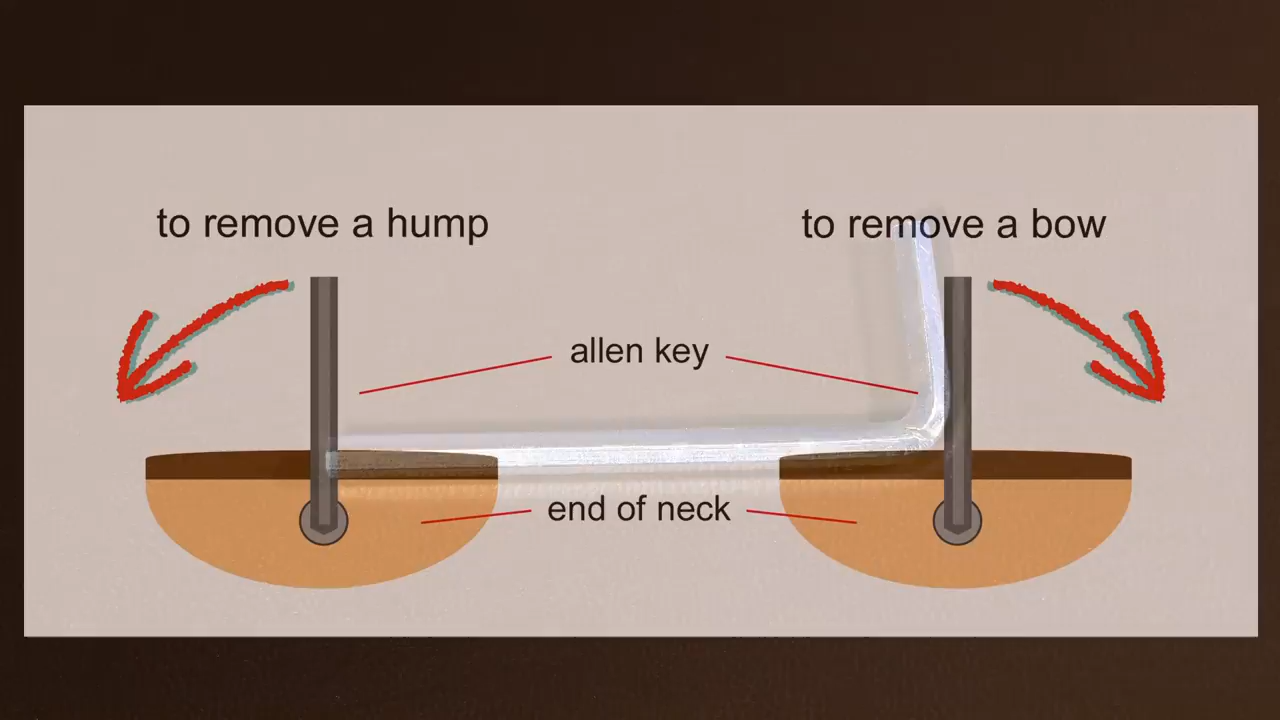 to remove a hump
to remove a bow
allen key
end of neck